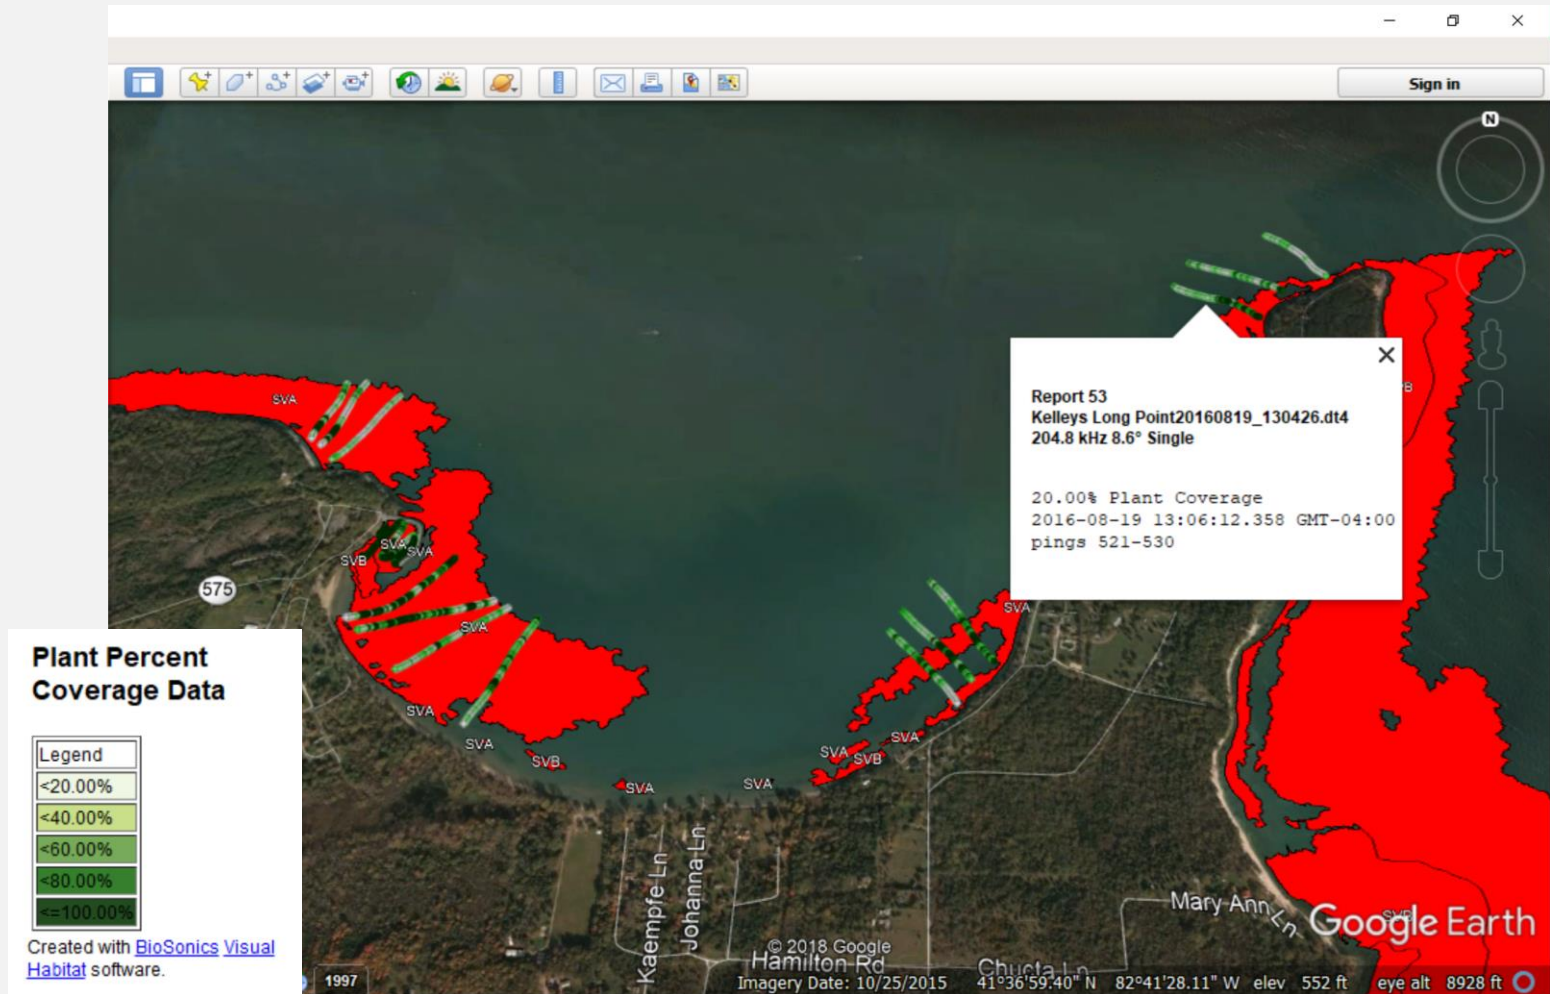 Sign in
N
SVA
Report 53
Kelleys Long Point20160819_130426.dt4
204.8 kHz 8.6° Single
20.00% Plant Coverage
2016-08-19 13:06:12.358 GMT-04:00
pings 521-530
SVA
SVA
SVB
575
SVA
SVA
SVA
SVA
SVB
SVA
SVA
SVA
SVB
SVA
Plant Percent
Coverage Data
Legend
<20.00%
<40.00%
<60.00%
<80.00%
<=100.00%
Created with BioSonics Visual
Habitat software.
Kaempfe Ln
Johanna Ln
Mary Ann Ln
Google Earth
© 2018 Google
Hamilton Rd
Chucta Ln
1997
Imagery Date: 10/25/2015 41°36'59.40" N 82°41'28.11" W elev 552 ft eye alt 8928 ft